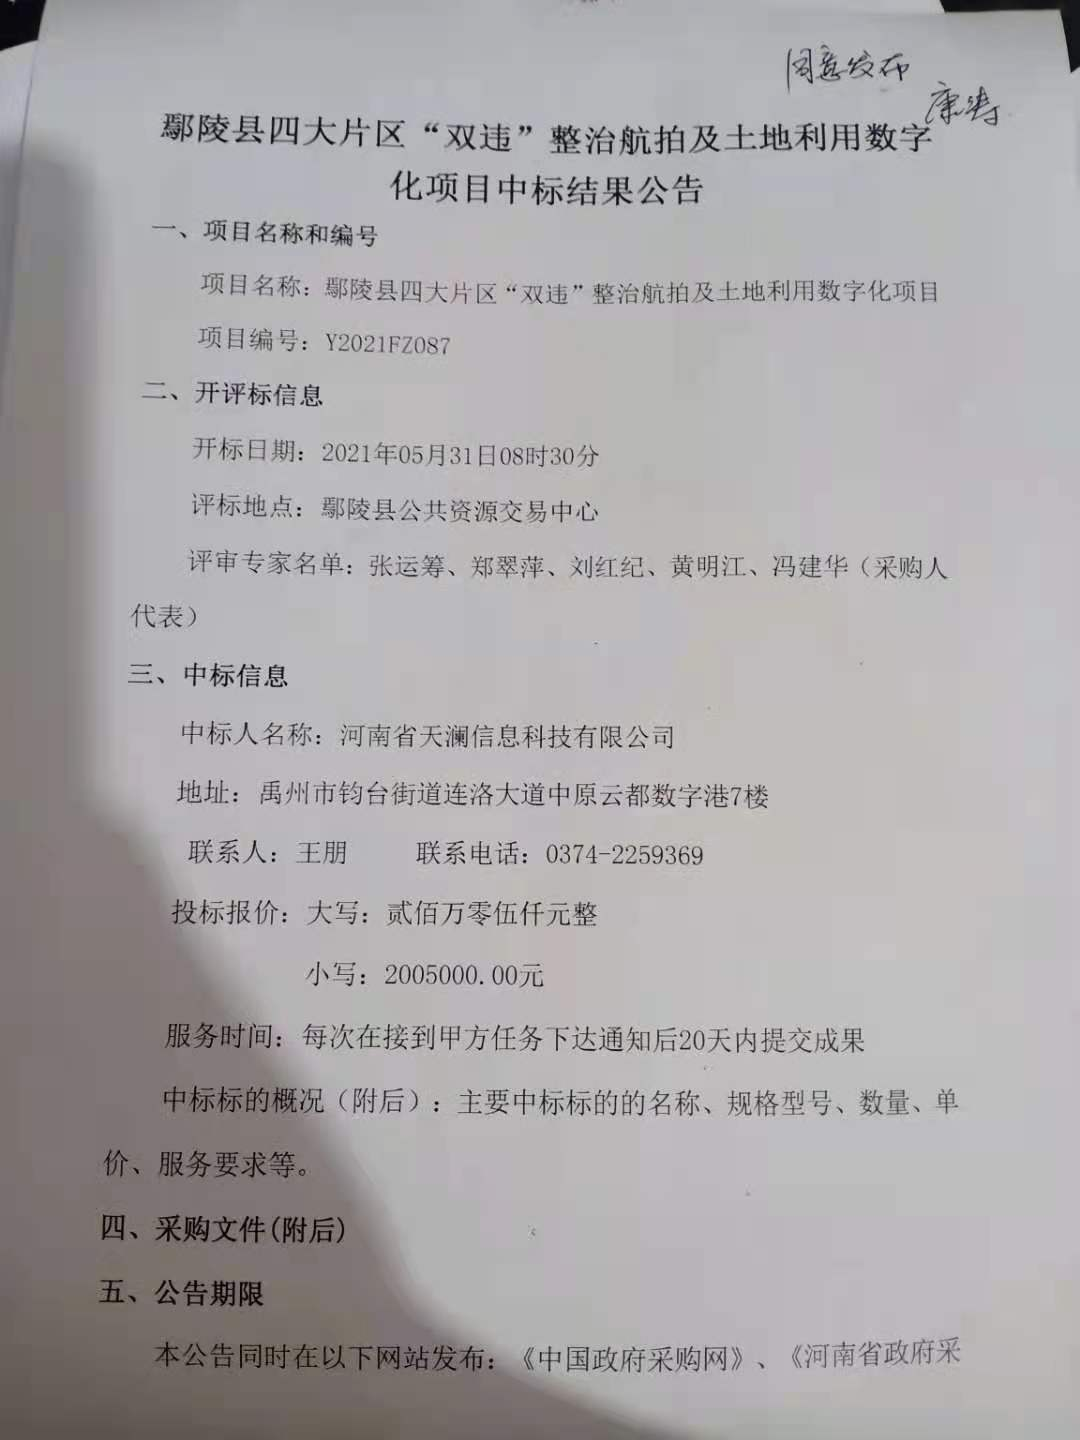 同意发布
康涛
鄢陵县四大片区“双违”整治航拍及土地利用数字
化项目中标结果公告
一、项目名称和编号
项目名称：鄢陵县四大片区“双违”整治航拍及土地利用数字化项目
项目编号：Y2021FZ087
二、开评标信息
开标日期：2021年05月31日08时30分
评标地点：鄢陵县公共资源交易中心
评审专家名单：张运筹、郑翠萍、刘红纪、黄明江、冯建华（采购人
代表）
三、中标信息
中标人名称：河南省天澜信息科技有限公司
地址：禹州市钧台街道连洛大道中原云都数字港7楼
联系人：王朋 联系电话：0374-2259369
投标报价：大写：贰佰万零伍仟元整
小写：2005000.00元
服务时间：每次在接到甲方任务下达通知后20天内提交成果
中标标的概况（附后）：主要中标标的的名称、规格型号、数量、单
价、服务要求等。
四、采购文件(附后)
五、公告期限
本公告同时在以下网站发布：《中国政府采购网》、《河南省政府采